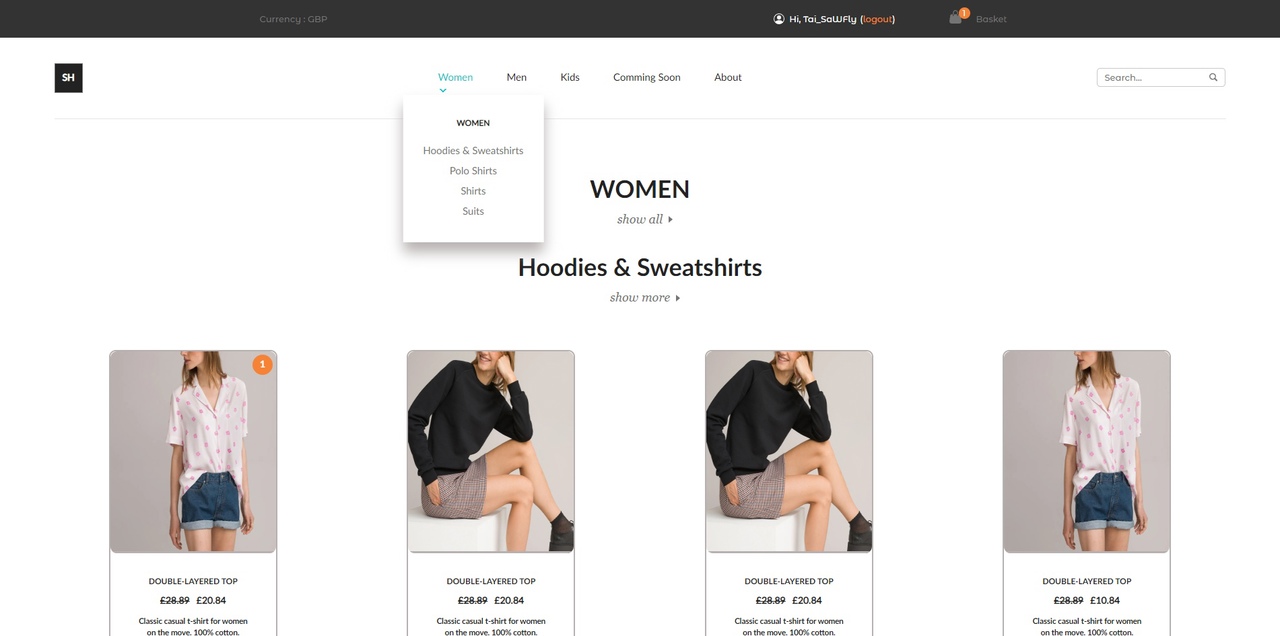 Currency : GBP
Hi, Tai_SaWFly (logout)
1
Basket
SH
Women
Men
Kids
Comming Soon
About
Search...
WOMEN
Hoodies & Sweatshirts
Polo Shirts
Shirts
Suits
WOMEN
show all
Hoodies & Sweatshirts
show more
1
DOUBLE-LAYERED TOP
£28.89 £20.84
Classic casual t-shirt for women
on the move. 100% cotton.
DOUBLE-LAYERED TOP
£28.89 £20.84
Classic casual t-shirt for women
on the move. 100% cotton.
DOUBLE-LAYERED TOP
£28.89 £20.84
Classic casual t-shirt for women
on the move. 100% cotton.
DOUBLE-LAYERED TOP
£28.89 £10.84
Classic casual t-shirt for women
on the move. 100% cotton.